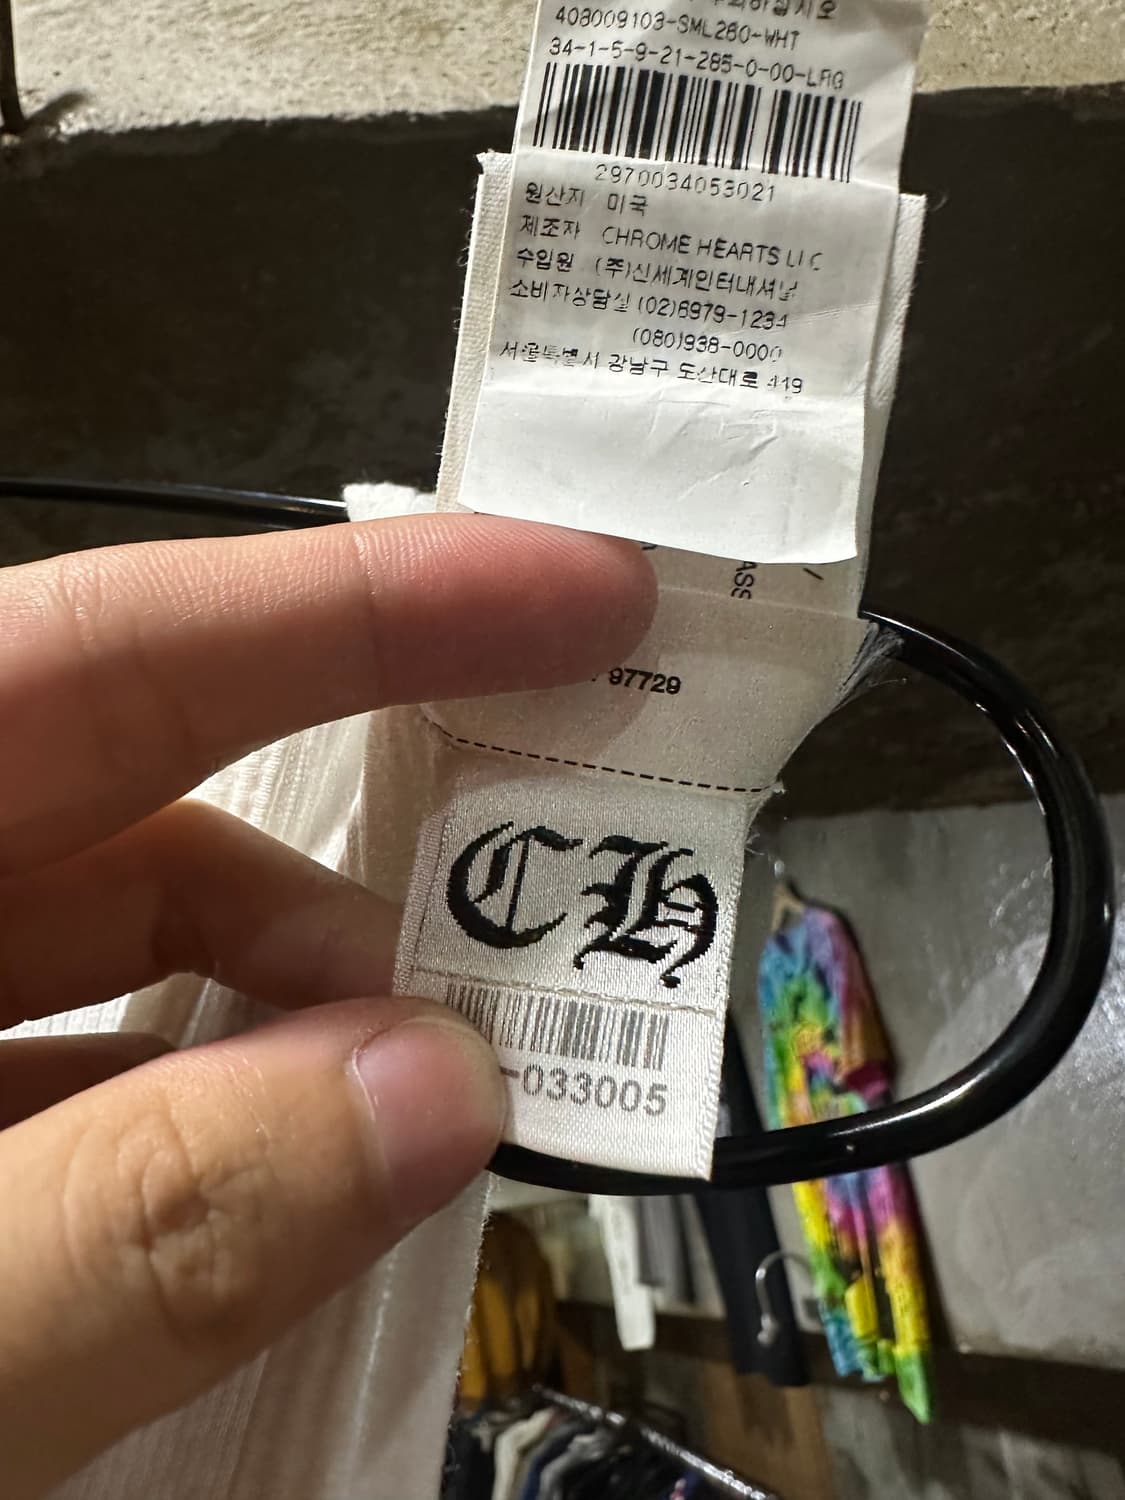 408009103-SML260-WHT
34-1-5-9-21-285-0-00-LRG
2970034053021
원산지 미국
제조자 CHROME HEARTS LLC
수입원 (주)신세계인터내셔날
소비자상담실 (02)6979-1234
(080)938-0000
서울특별시 강남구 도산대로 419
97729
CH
-033005